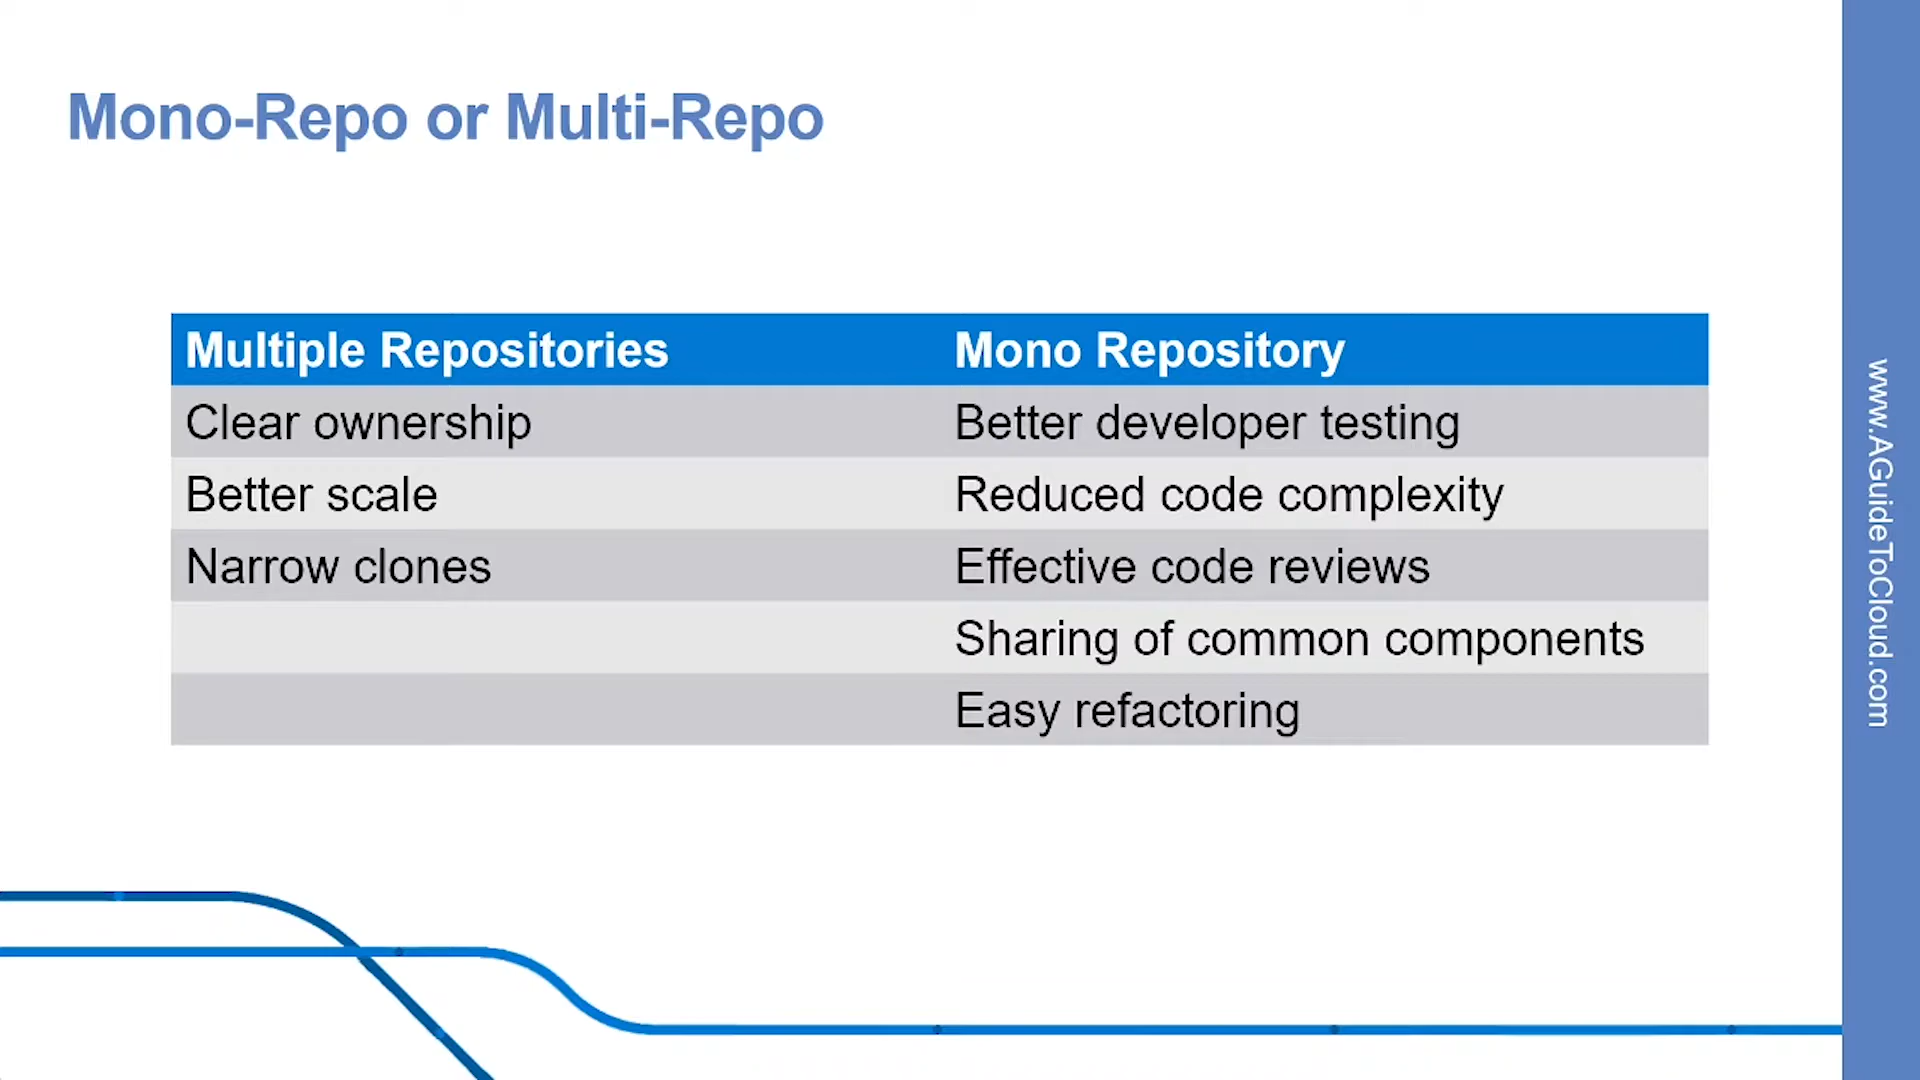 Mono-Repo or Multi-Repo
Multiple Repositories Mono Repository
Clear ownership Better developer testing
Better scale Reduced code complexity
Narrow clones Effective code reviews
Sharing of common components
Easy refactoring
www.AGuideToCloud.com